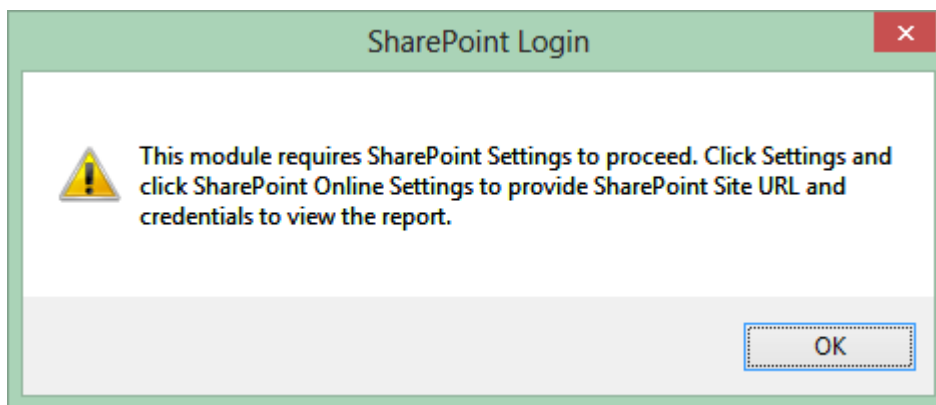 SharePoint Login
This module requires SharePoint Settings to proceed. Click Settings and
click SharePoint Online Settings to provide SharePoint Site URL and
credentials to view the report.
OK